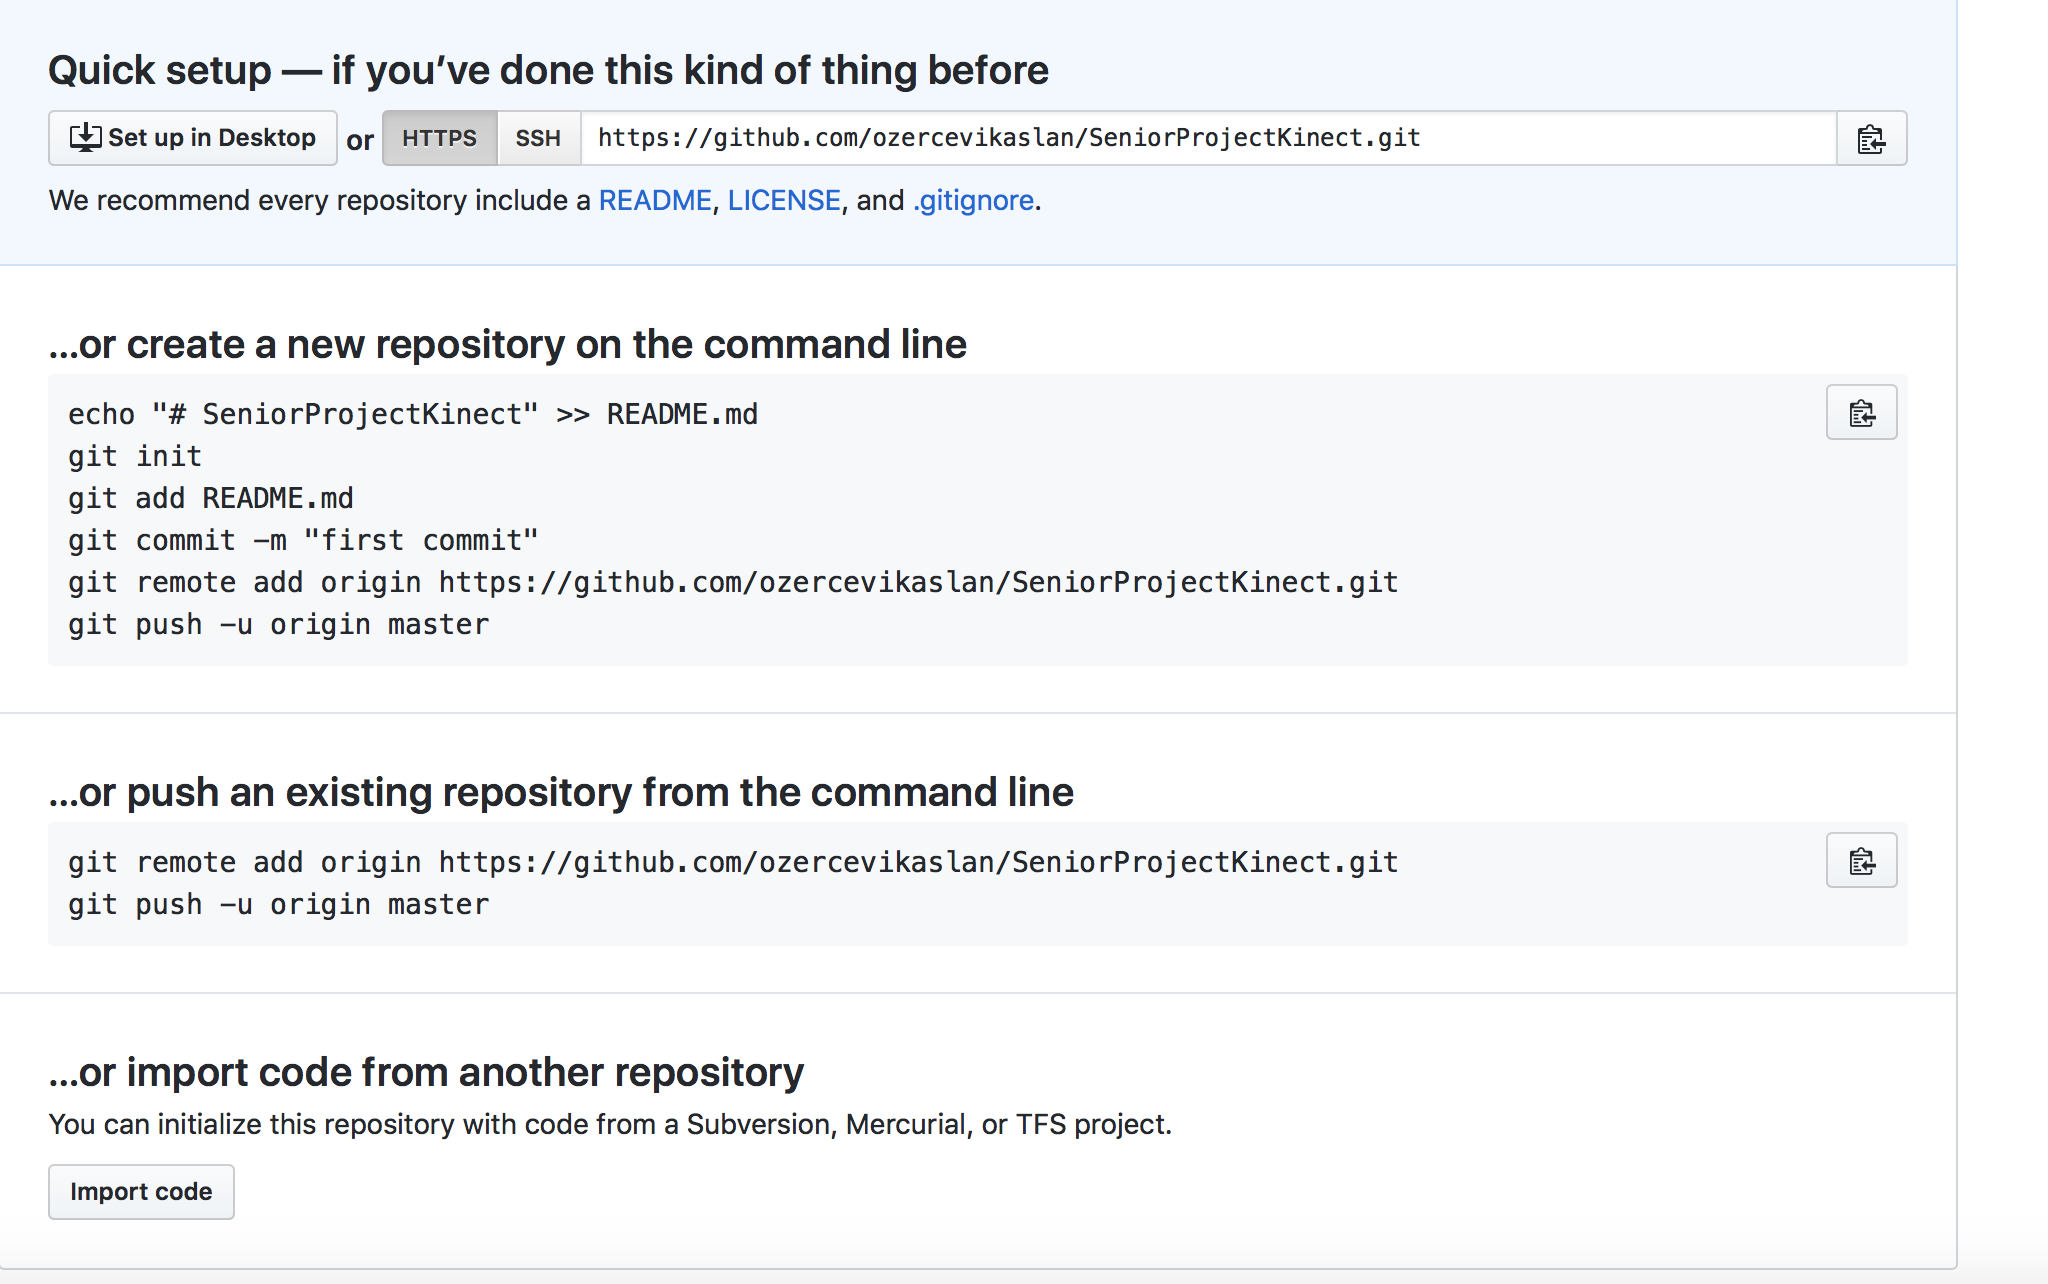 Quick setup — if you’ve done this kind of thing before
Set up in Desktop or HTTPS SSH https://github.com/ozercevikaslan/SeniorProjectKinect.git
We recommend every repository include a README, LICENSE, and .gitignore.
…or create a new repository on the command line
echo "# SeniorProjectKinect" >> README.md
git init
git add README.md
git commit -m "first commit"
git remote add origin https://github.com/ozercevikaslan/SeniorProjectKinect.git
git push -u origin master
…or push an existing repository from the command line
git remote add origin https://github.com/ozercevikaslan/SeniorProjectKinect.git
git push -u origin master
…or import code from another repository
You can initialize this repository with code from a Subversion, Mercurial, or TFS project.
Import code